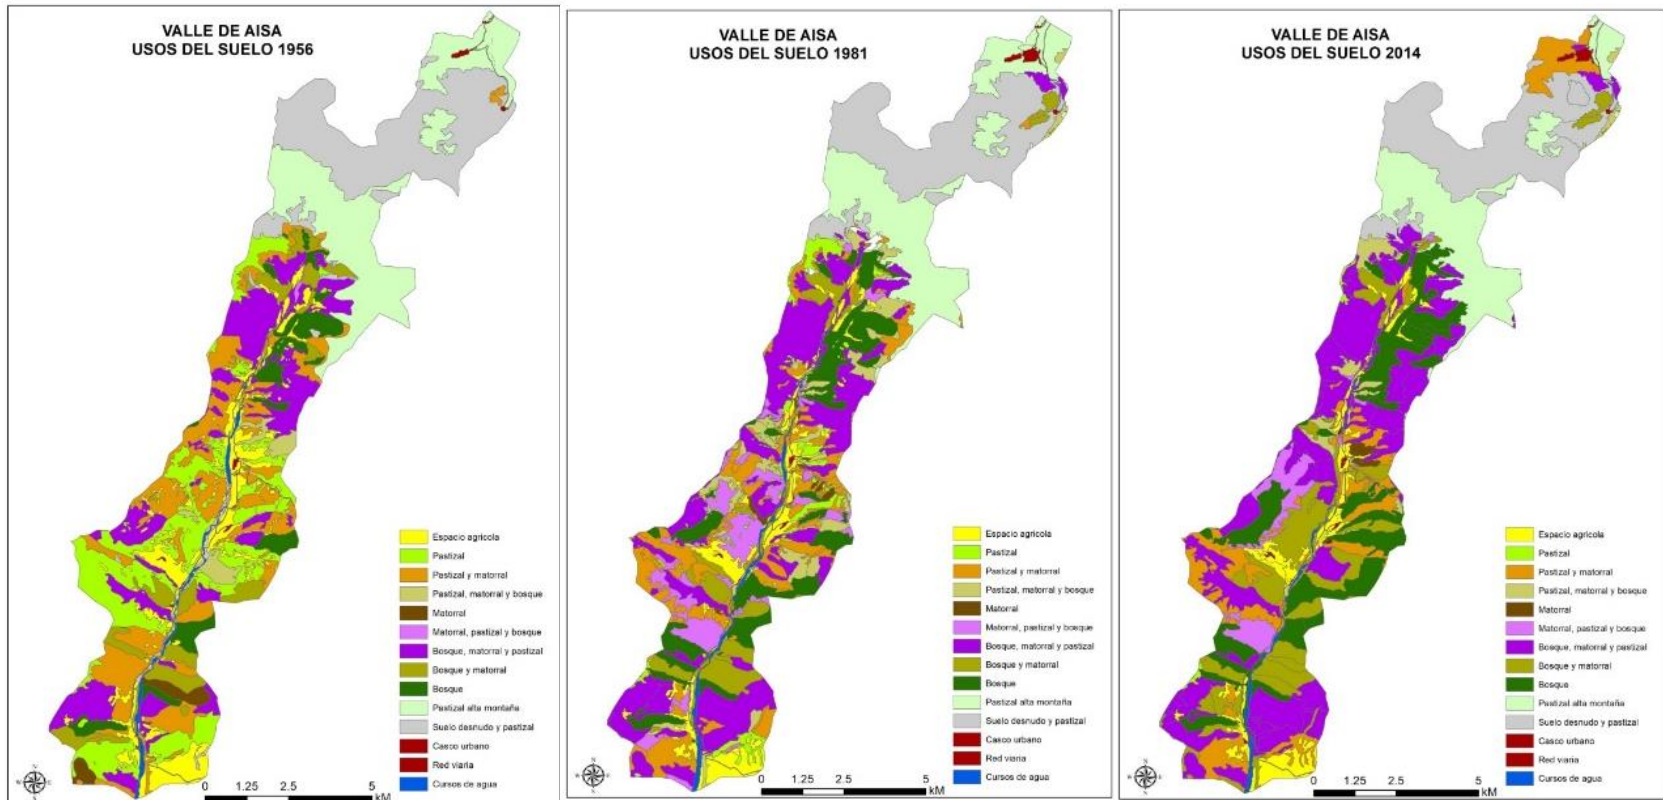 VALLE DE AISA
USOS DEL SUELO 1956
Espacio agrícola
Pastizal
Pastizal y matorral
Pastizal, matorral y bosque
Matorral
Matorral, pastizal y bosque
Bosque, matorral y pastizal
Bosque y matorral
Bosque
Pastizal alta montaña
Suelo desnudo y pastizal
Casco urbano
Red viaria
Cursos de agua
0 1.25 2.5 5
kM
VALLE DE AISA
USOS DEL SUELO 1981
Espacio agrícola
Pastizal
Pastizal y matorral
Pastizal, matorral y bosque
Matorral
Matorral, pastizal y bosque
Bosque, matorral y pastizal
Bosque y matorral
Bosque
Pastizal alta montaña
Suelo desnudo y pastizal
Casco urbano
Red viaria
Cursos de agua
0 1.25 2.5 5
kM
VALLE DE AISA
USOS DEL SUELO 2014
Espacio agrícola
Pastizal
Pastizal y matorral
Pastizal, matorral y bosque
Matorral
Matorral, pastizal y bosque
Bosque, matorral y pastizal
Bosque y matorral
Bosque
Pastizal alta montaña
Suelo desnudo y pastizal
Casco urbano
Red viaria
Cursos de agua
0 1.25 2.5 5
kM